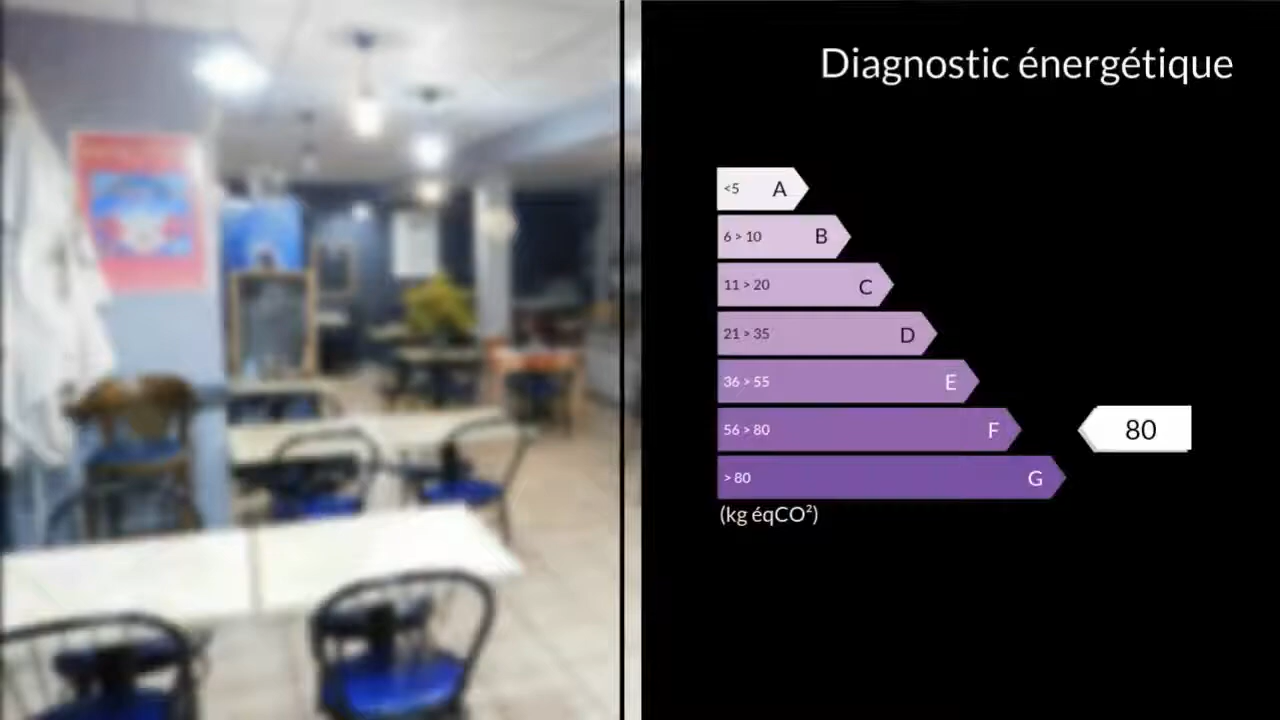 Diagnostic énergétique
<5 A
6 > 10 B
11 > 20 C
21 > 35 D
36 > 55 E
56 > 80 F
80
> 80 G
(kg éqCO²)